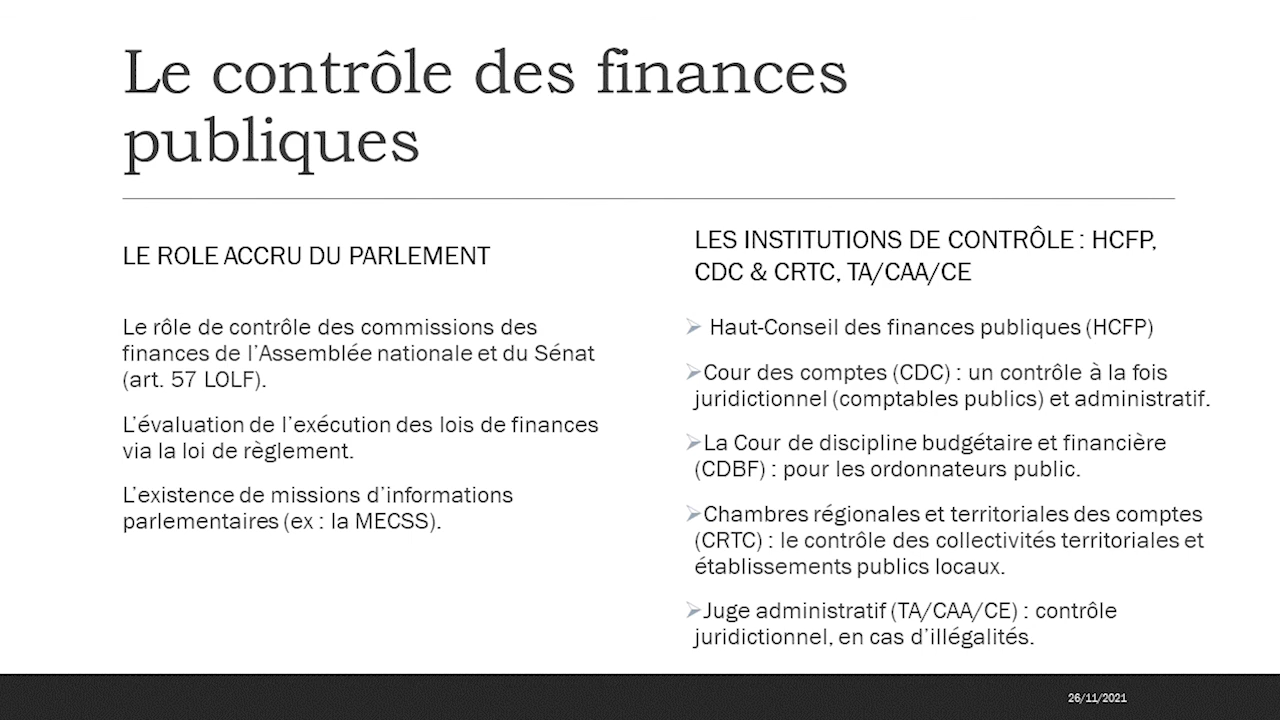 Le contrôle des finances
publiques
LE ROLE ACCRU DU PARLEMENT
Le rôle de contrôle des commissions des
finances de l’Assemblée nationale et du Sénat
(art. 57 LOLF).
L’évaluation de l’exécution des lois de finances
via la loi de règlement.
L’existence de missions d’informations
parlementaires (ex : la MECSS).
LES INSTITUTIONS DE CONTRÔLE : HCFP,
CDC & CRTC, TA/CAA/CE
Haut-Conseil des finances publiques (HCFP)
Cour des comptes (CDC) : un contrôle à la fois
juridictionnel (comptables publics) et administratif.
La Cour de discipline budgétaire et financière
(CDBF) : pour les ordonnateurs public.
Chambres régionales et territoriales des comptes
(CRTC) : le contrôle des collectivités territoriales et
établissements publics locaux.
Juge administratif (TA/CAA/CE) : contrôle
juridictionnel, en cas d’illégalités.
26/11/2021